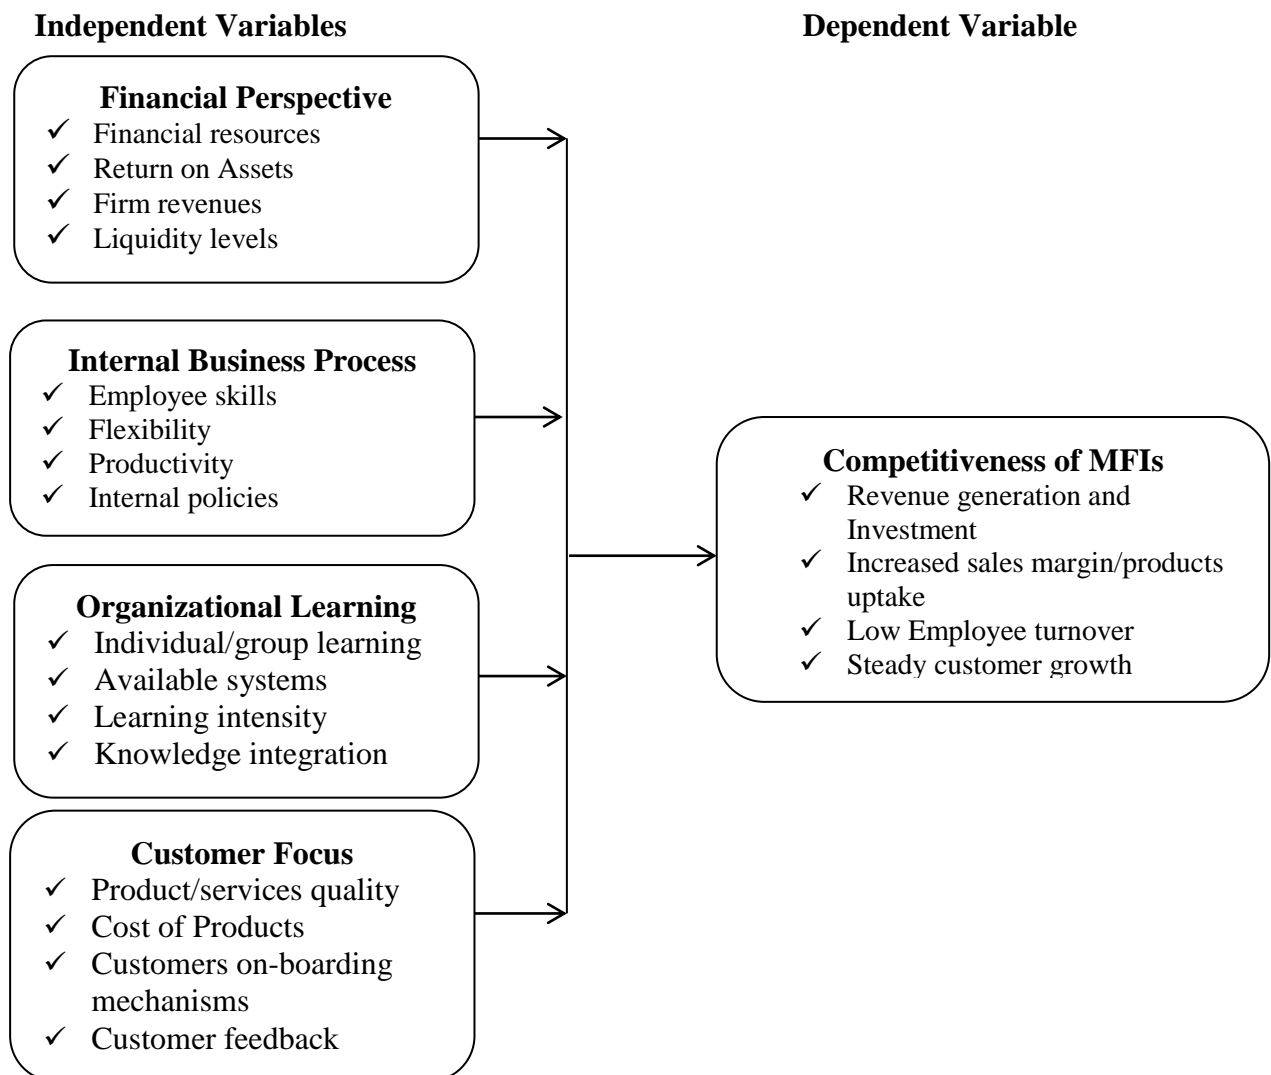 Independent Variables
Dependent Variable
Financial Perspective
✓ Financial resources
✓ Return on Assets
✓ Firm revenues
✓ Liquidity levels
Internal Business Process
✓ Employee skills
✓ Flexibility
✓ Productivity
✓ Internal policies
Organizational Learning
✓ Individual/group learning
✓ Available systems
✓ Learning intensity
✓ Knowledge integration
Customer Focus
✓ Product/services quality
✓ Cost of Products
✓ Customers on-boarding
mechanisms
✓ Customer feedback
Competitiveness of MFIs
✓ Revenue generation and
Investment
✓ Increased sales margin/products
uptake
✓ Low Employee turnover
✓ Steady customer growth